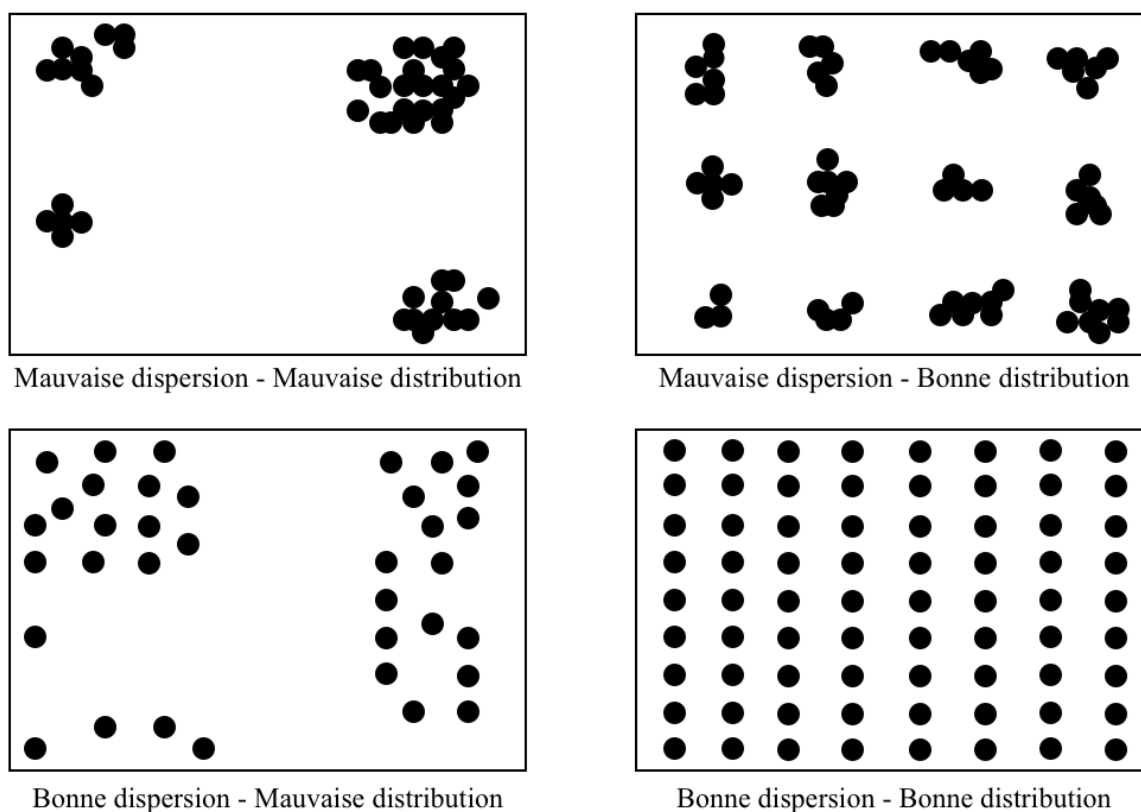 Mauvaise dispersion - Mauvaise distribution
Mauvaise dispersion - Bonne distribution
Bonne dispersion - Mauvaise distribution
Bonne dispersion - Bonne distribution